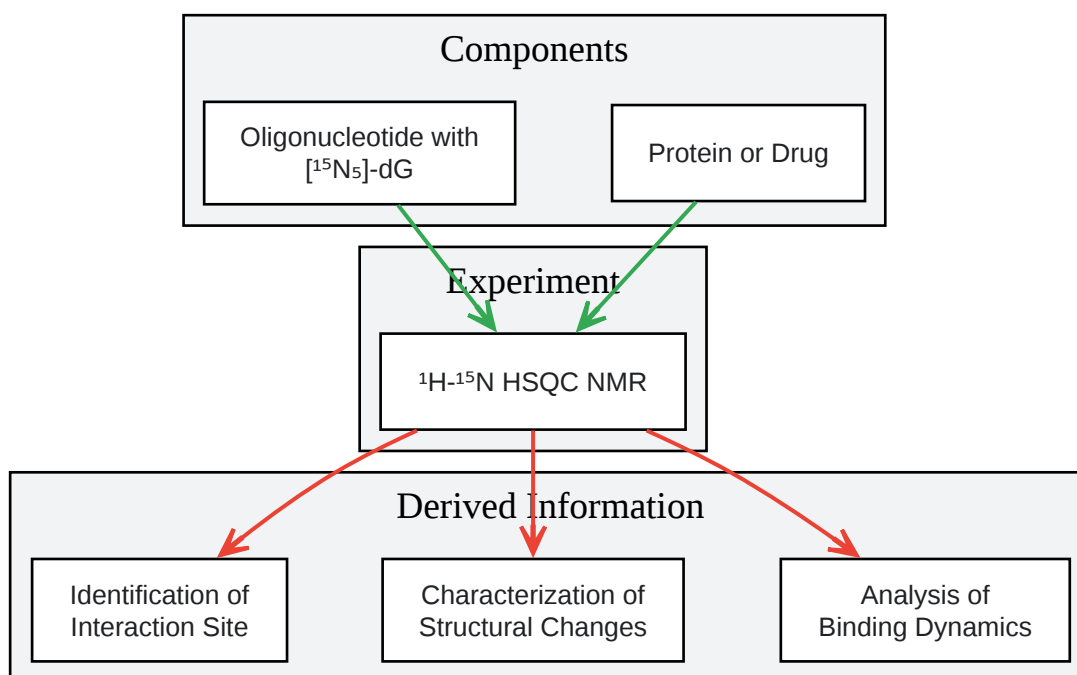 Components
Oligonucleotide with
[¹⁵N₅]-dG
Protein or Drug
Experiment
¹H-¹⁵N HSQC NMR
Derived Information
Identification of
Interaction Site
Characterization of
Structural Changes
Analysis of
Binding Dynamics